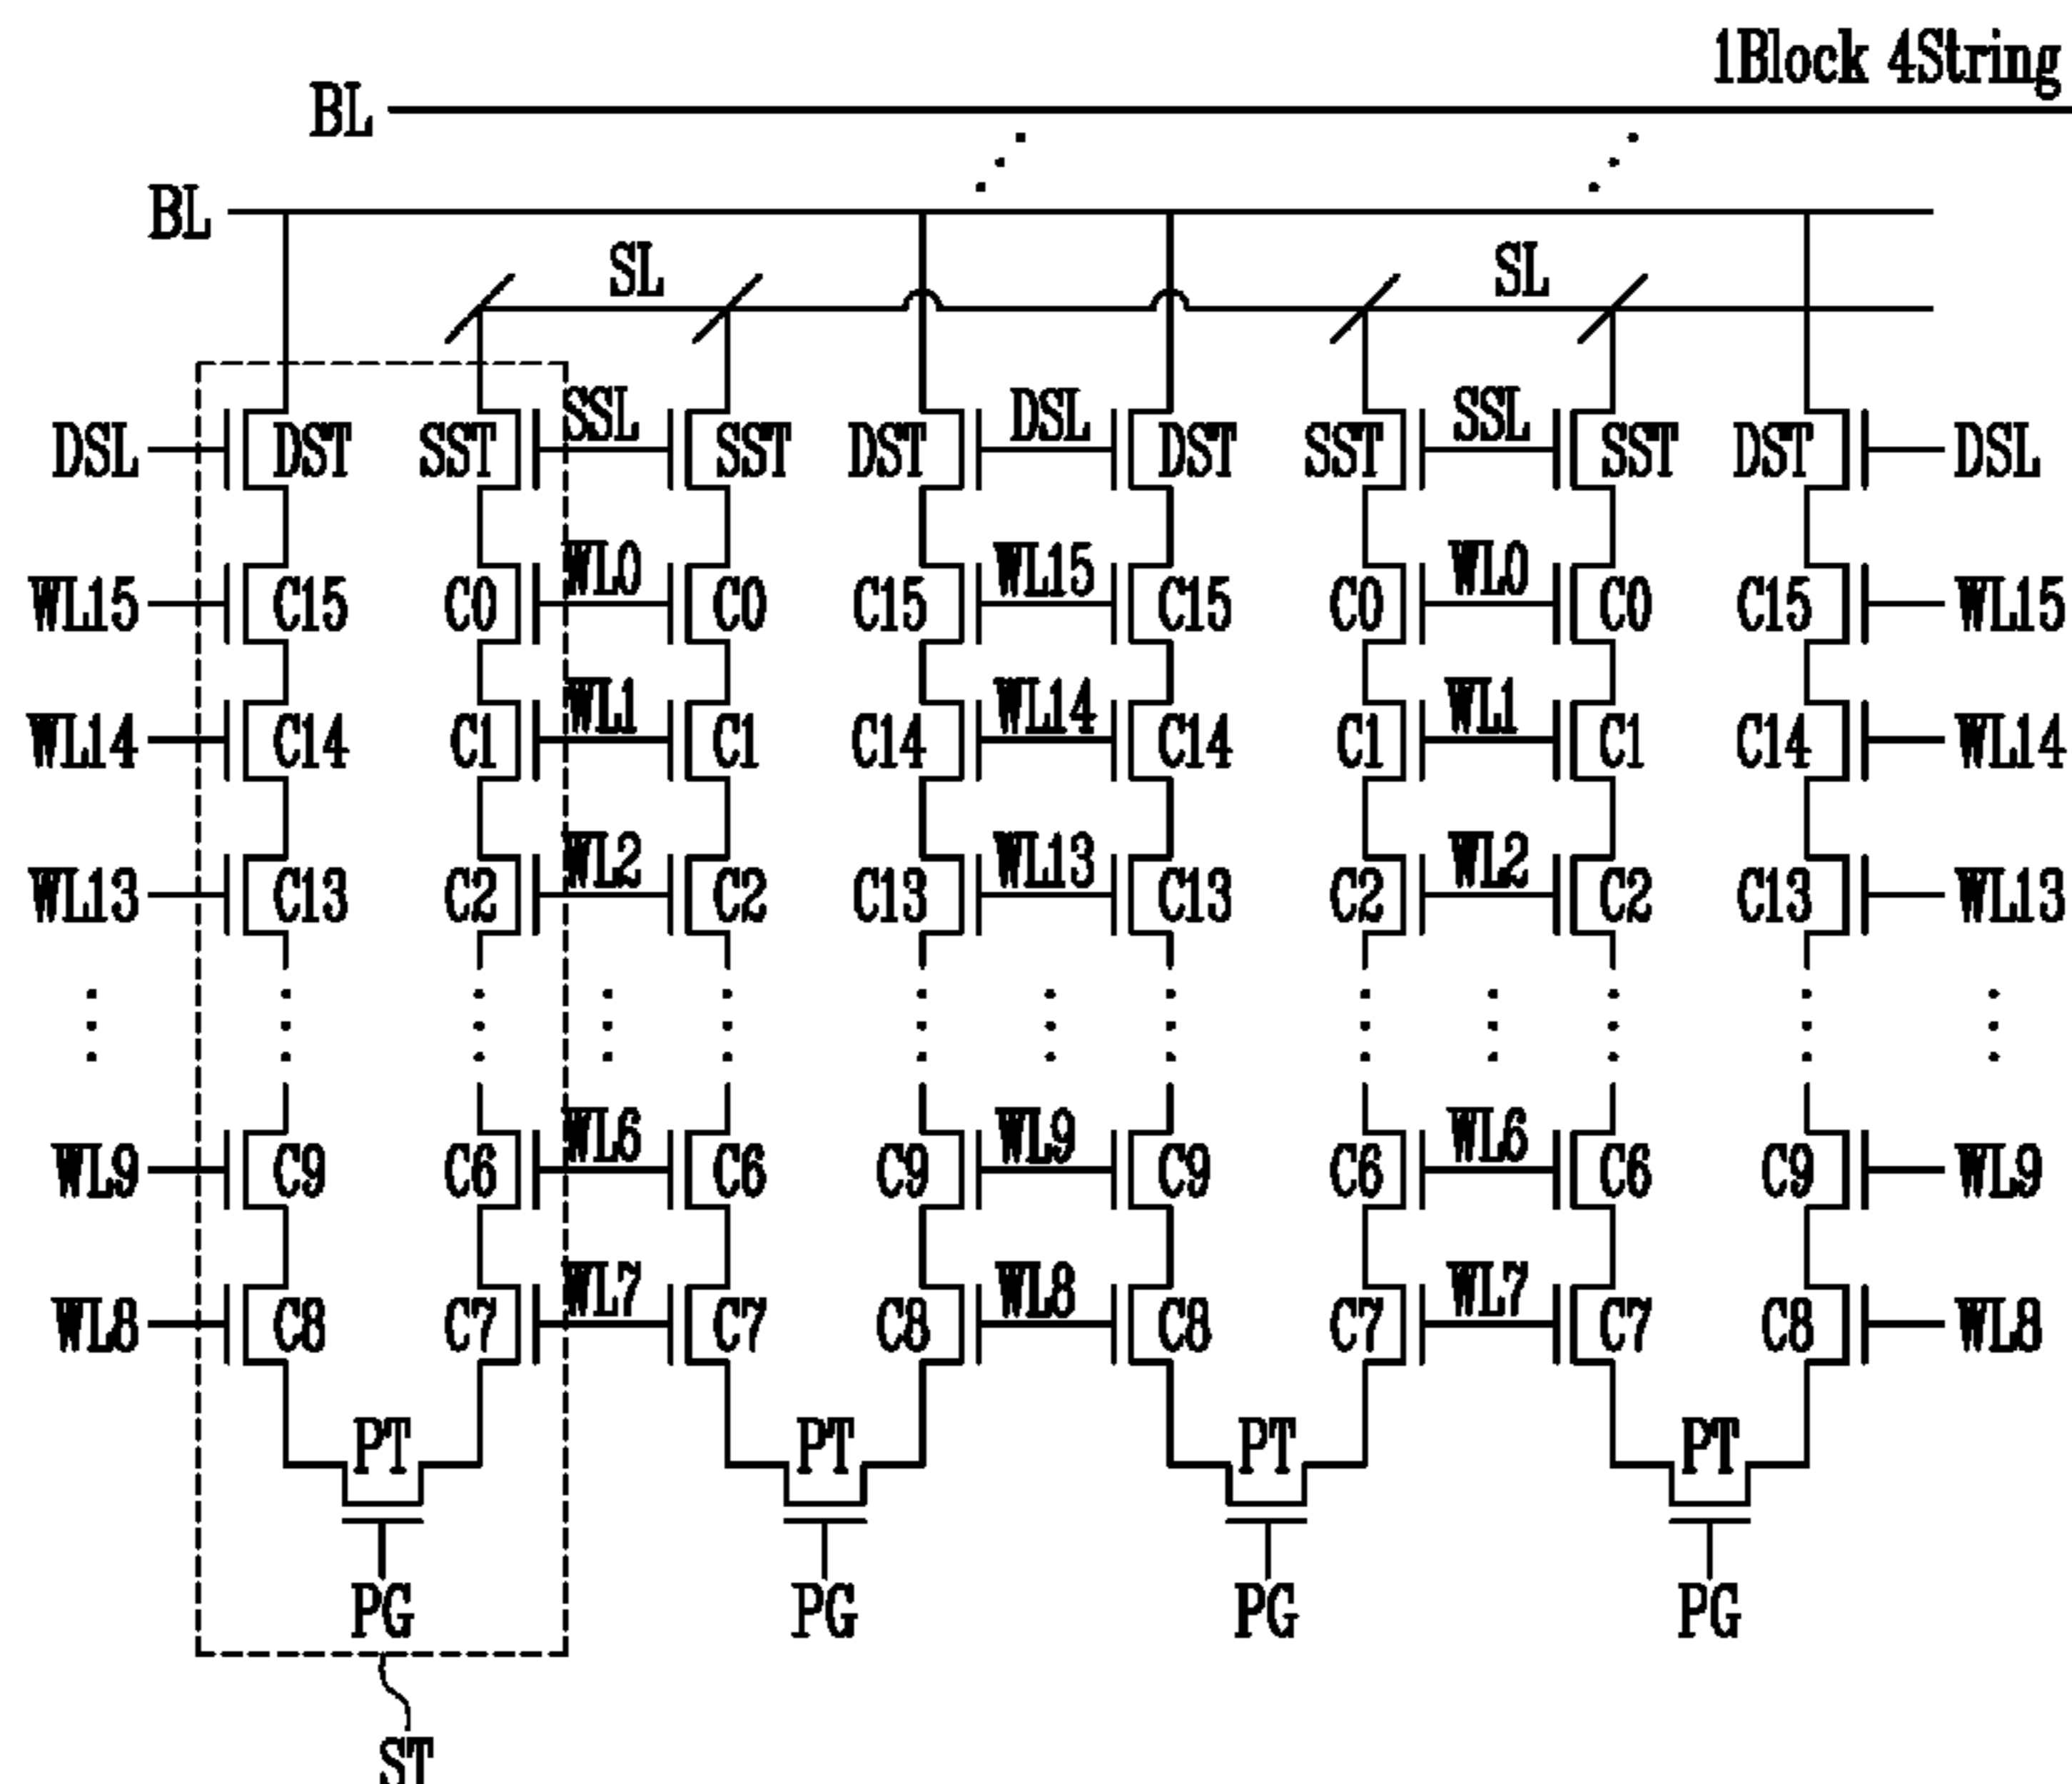 1Block 4String
BL
BL
SL SL
DSL DST SST SSL SST DST DSL DST SST SSL SST DST DSL
WL15 C15 C0 WL0 C0 C15 WL15 C15 C0 WL0 C0 C15 WL15
WL14 C14 C1 WL1 C1 C14 WL14 C14 C1 WL1 C1 C14 WL14
WL13 C13 C2 WL2 C2 C13 WL13 C13 C2 WL2 C2 C13 WL13
WL9 C9 C6 WL6 C6 C9 WL9 C9 C6 WL6 C6 C9 WL9
WL8 C8 C7 WL7 C7 C8 WL8 C8 C7 WL7 C7 C8 WL8
PT PT PT PT
PG PG PG PG
ST